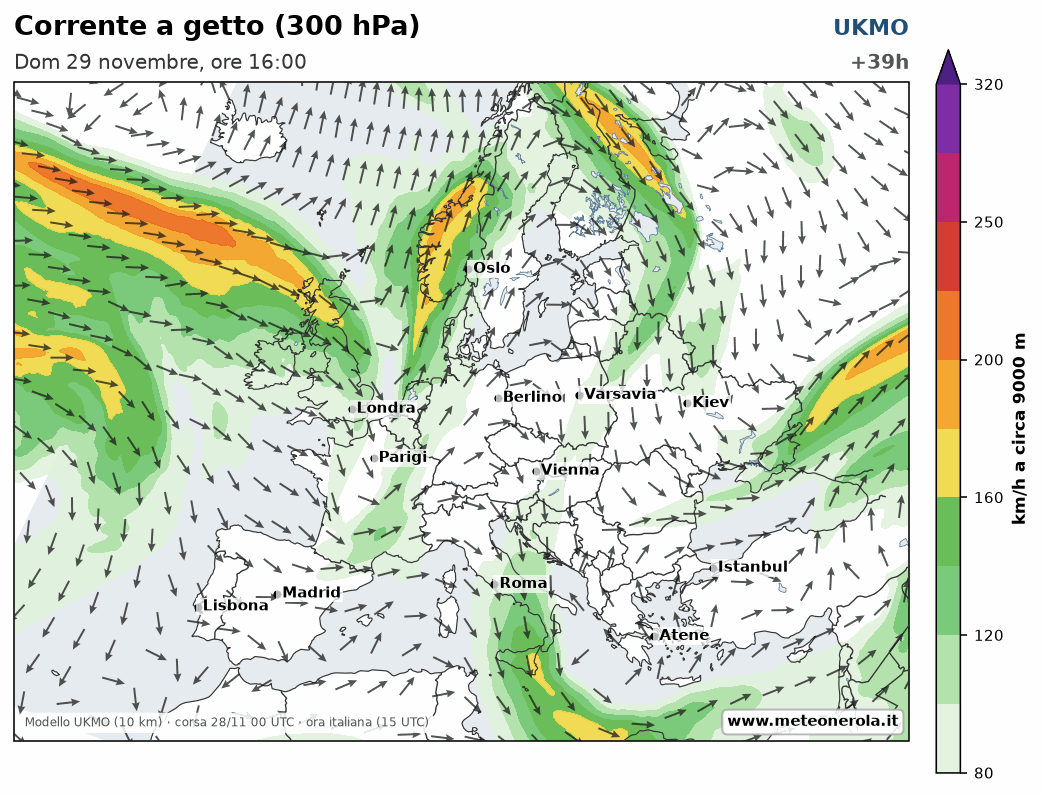 Corrente a getto (300 hPa)
UKMO
Dom 29 novembre, ore 16:00
+39h
320
250
200
160
120
80
km/h a circa 9000 m
Oslo
Berlino
Varsavia
Kiev
Londra
Parigi
Vienna
Istanbul
Roma
Madrid
Lisbona
Atene
Modello UKMO (10 km) · corsa 28/11 00 UTC · ora italiana (15 UTC)
www.meteonerola.it